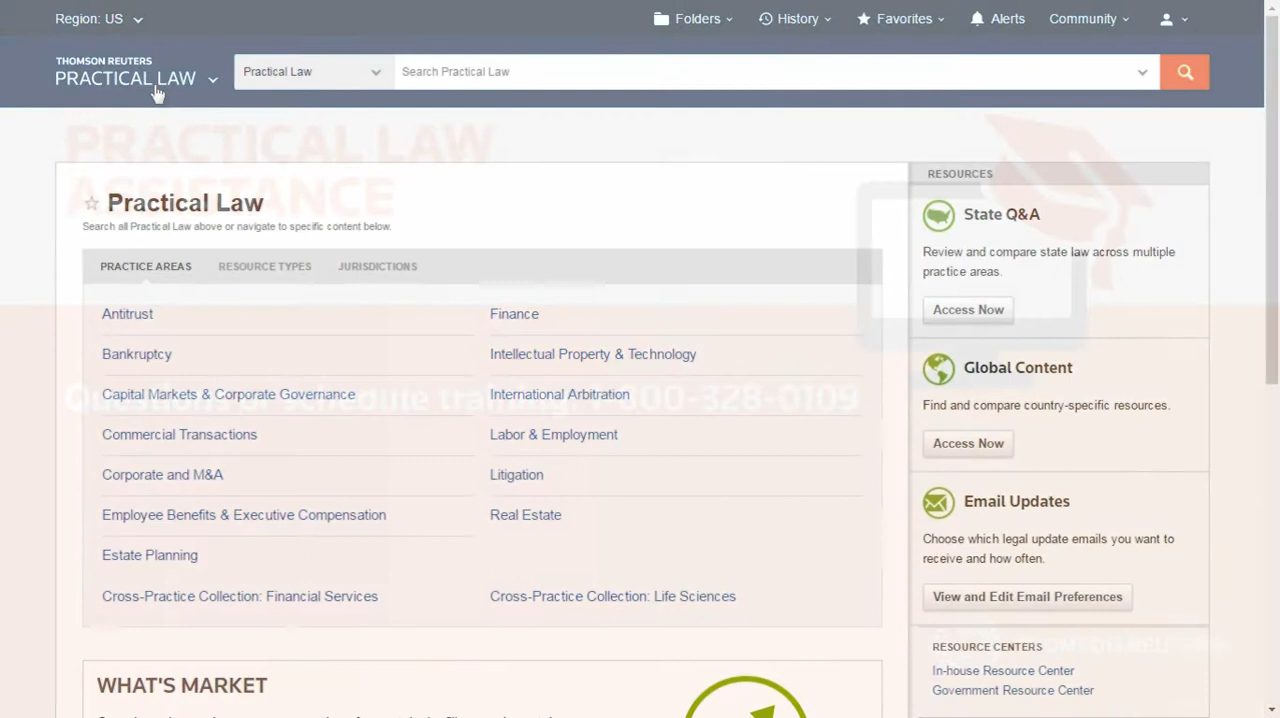 Region: US
Folders
History
Favorites
Alerts
Community
THOMSON REUTERS
PRACTICAL LAW
Practical Law
Search Practical Law
PRACTICAL LAW
ASSISTANCE
Practical Law
Search all Practical Law above or navigate to specific content below.
PRACTICE AREAS
RESOURCE TYPES
JURISDICTIONS
Antitrust
Finance
Bankruptcy
Intellectual Property & Technology
Capital Markets & Corporate Governance
International Arbitration
Questions schedule training
Commercial Transactions
Labor & Employment
Corporate and M&A
Litigation
Employee Benefits & Executive Compensation
Real Estate
Estate Planning
Cross-Practice Collection: Financial Services
Cross-Practice Collection: Life Sciences
WHAT'S MARKET
RESOURCES
State Q&A
Review and compare state law across multiple
practice areas.
Access Now
Global Content
Find and compare country-specific resources.
Access Now
Email Updates
Choose which legal update emails you want to
receive and how often.
View and Edit Email Preferences
RESOURCE CENTERS
In-house Resource Center
Government Resource Center